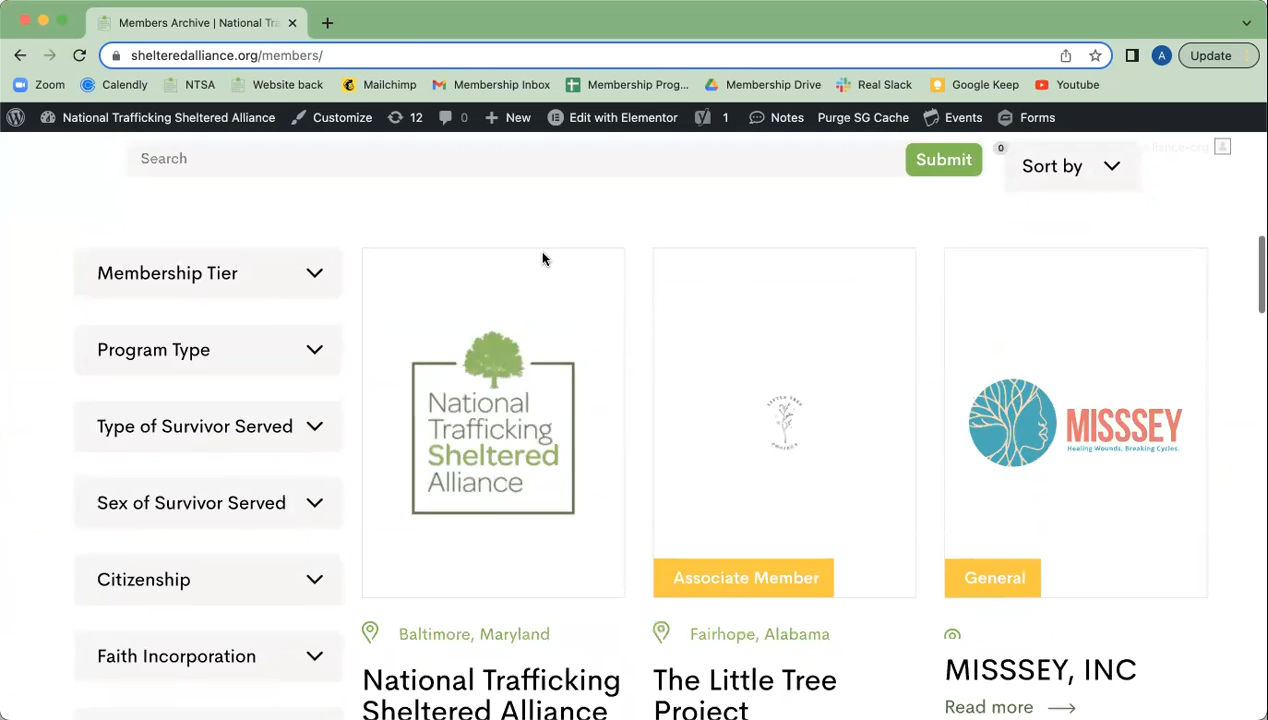 Members Archive | National Tra
shelteredalliance.org/members/
A
Update
Zoom
Calendly
NTSA
Website back
Mailchimp
Membership Inbox
Membership Prog...
Membership Drive
Real Slack
Google Keep
Youtube
National Trafficking Sheltered Alliance
Customize
12
0
New
Edit with Elementor
1
Notes
Purge SG Cache
Events
Forms
Search
Submit
0
Sort by
Membership Tier
Program Type
Type of Survivor Served
Sex of Survivor Served
Citizenship
Faith Incorporation
National
Trafficking
Sheltered
Alliance
Baltimore, Maryland
National Trafficking
Sheltered Alliance
LITTLE TREE
PROJECT
Associate Member
Fairhope, Alabama
The Little Tree
Project
MISSSEY
Healing Wounds, Breaking Cycles.
General
MISSSEY, INC
Read more